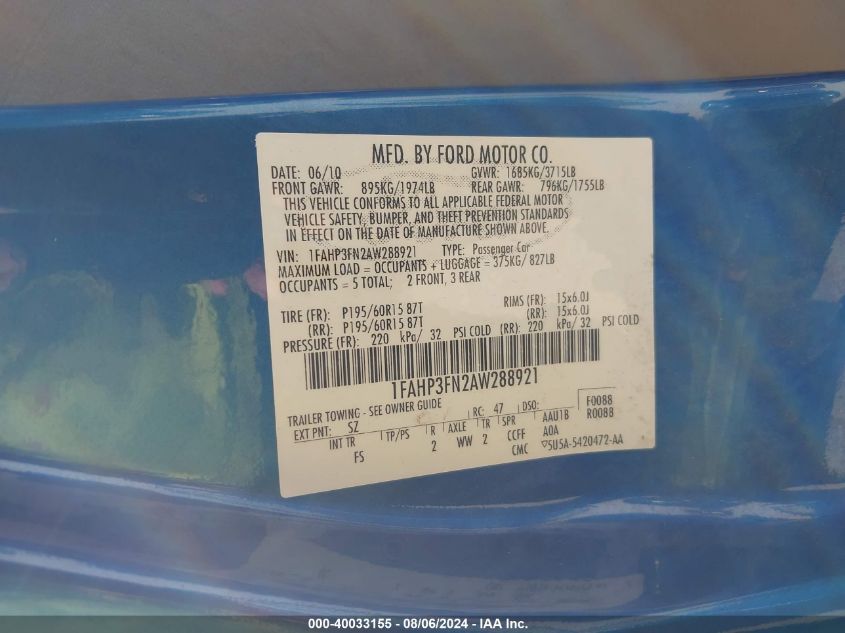 MFD. BY FORD MOTOR CO.
DATE: 06/10 GVWR: 1685KG/3715LB
FRONT GAWR: 895KG/1974LB REAR GAWR: 796KG/1755LB
THIS VEHICLE CONFORMS TO ALL APPLICABLE FEDERAL MOTOR
VEHICLE SAFETY, BUMPER, AND THEFT PREVENTION STANDARDS
IN EFFECT ON THE DATE OF MANUFACTURE SHOWN ABOVE.
VIN: 1FAHP3FN2AW288921 TYPE: Passenger Car
MAXIMUM LOAD = OCCUPANTS + LUGGAGE = 375KG/ 827LB
OCCUPANTS = 5 TOTAL; 2 FRONT, 3 REAR
TIRE (FR): P195/60R15 87T RIMS (FR): 15x6.0J
(RR): P195/60R15 87T (RR): 15x6.0J
PRESSURE (FR): 220 kPa/ 32 PSI COLD (RR): 220 kPa/ 32 PSI COLD
1FAHP3FN2AW288921
TRAILER TOWING - SEE OWNER GUIDE
EXT PNT: SZ RC: 47 DSO: F0088
INT TR TP/PS R AXLE TR SPR AAU1B R0088
FS 2 WW 2 CCFF A0A
CMC ▽5U5A-5420472-AA
000-40033155 - 08/06/2024 - IAA Inc.